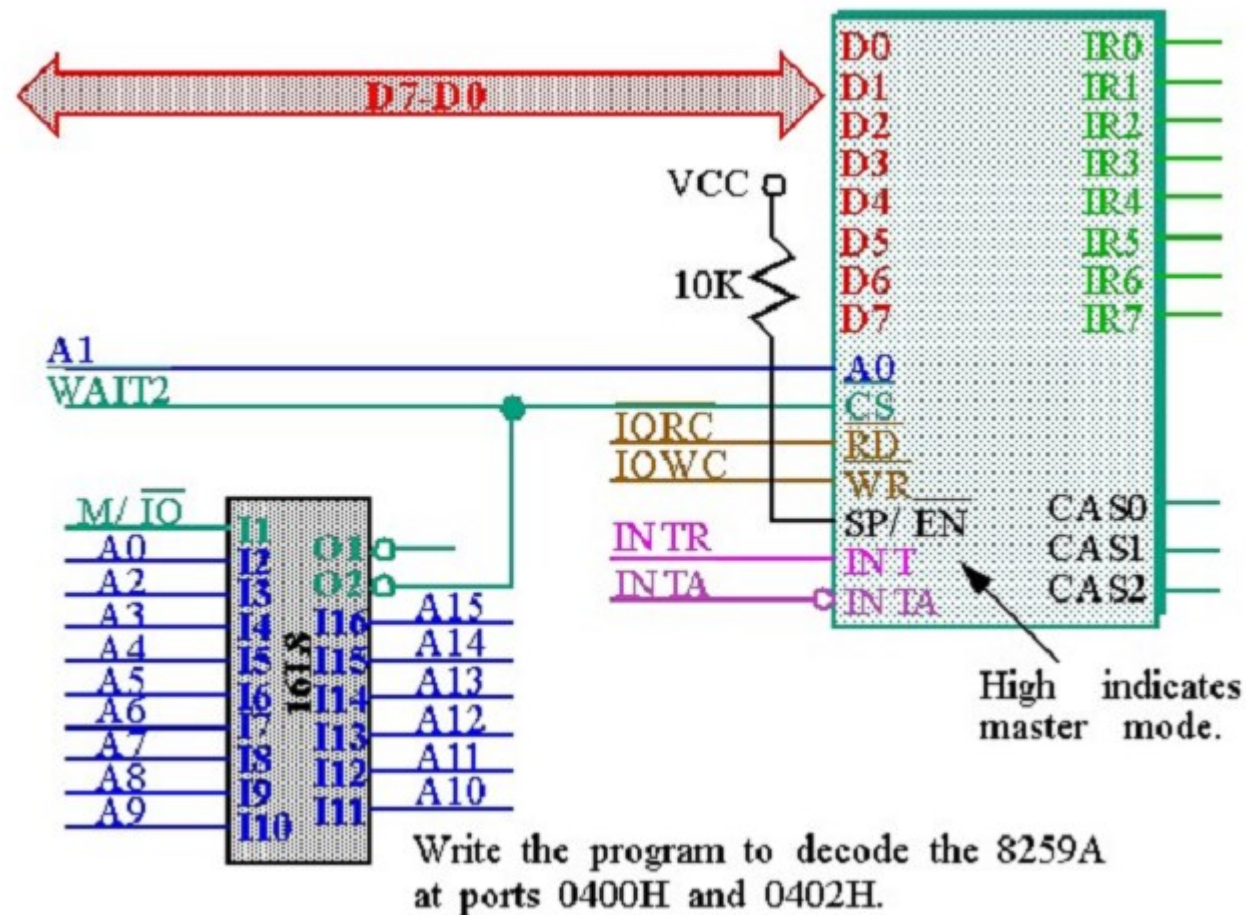 D7-D0
VCC
10K
D0
D1
D2
D3
D4
D5
D6
D7
A0
CS
RD
WR
SP/ EN
INT
INTA
IR0
IR1
IR2
IR3
IR4
IR5
IR6
IR7
CAS0
CAS1
CAS2
A1
WAIT2
IORC
IOWC
INTR
INTA
M/ IO
A0
A2
A3
A4
A5
A6
A7
A8
A9
I1
I2
I3
I4
I5
I6
I7
I8
I9
I10
16L8
O1
O2
I16
I15
I14
I13
I12
I11
A15
A14
A13
A12
A11
A10
High indicates
master mode.
Write the program to decode the 8259A
at ports 0400H and 0402H.